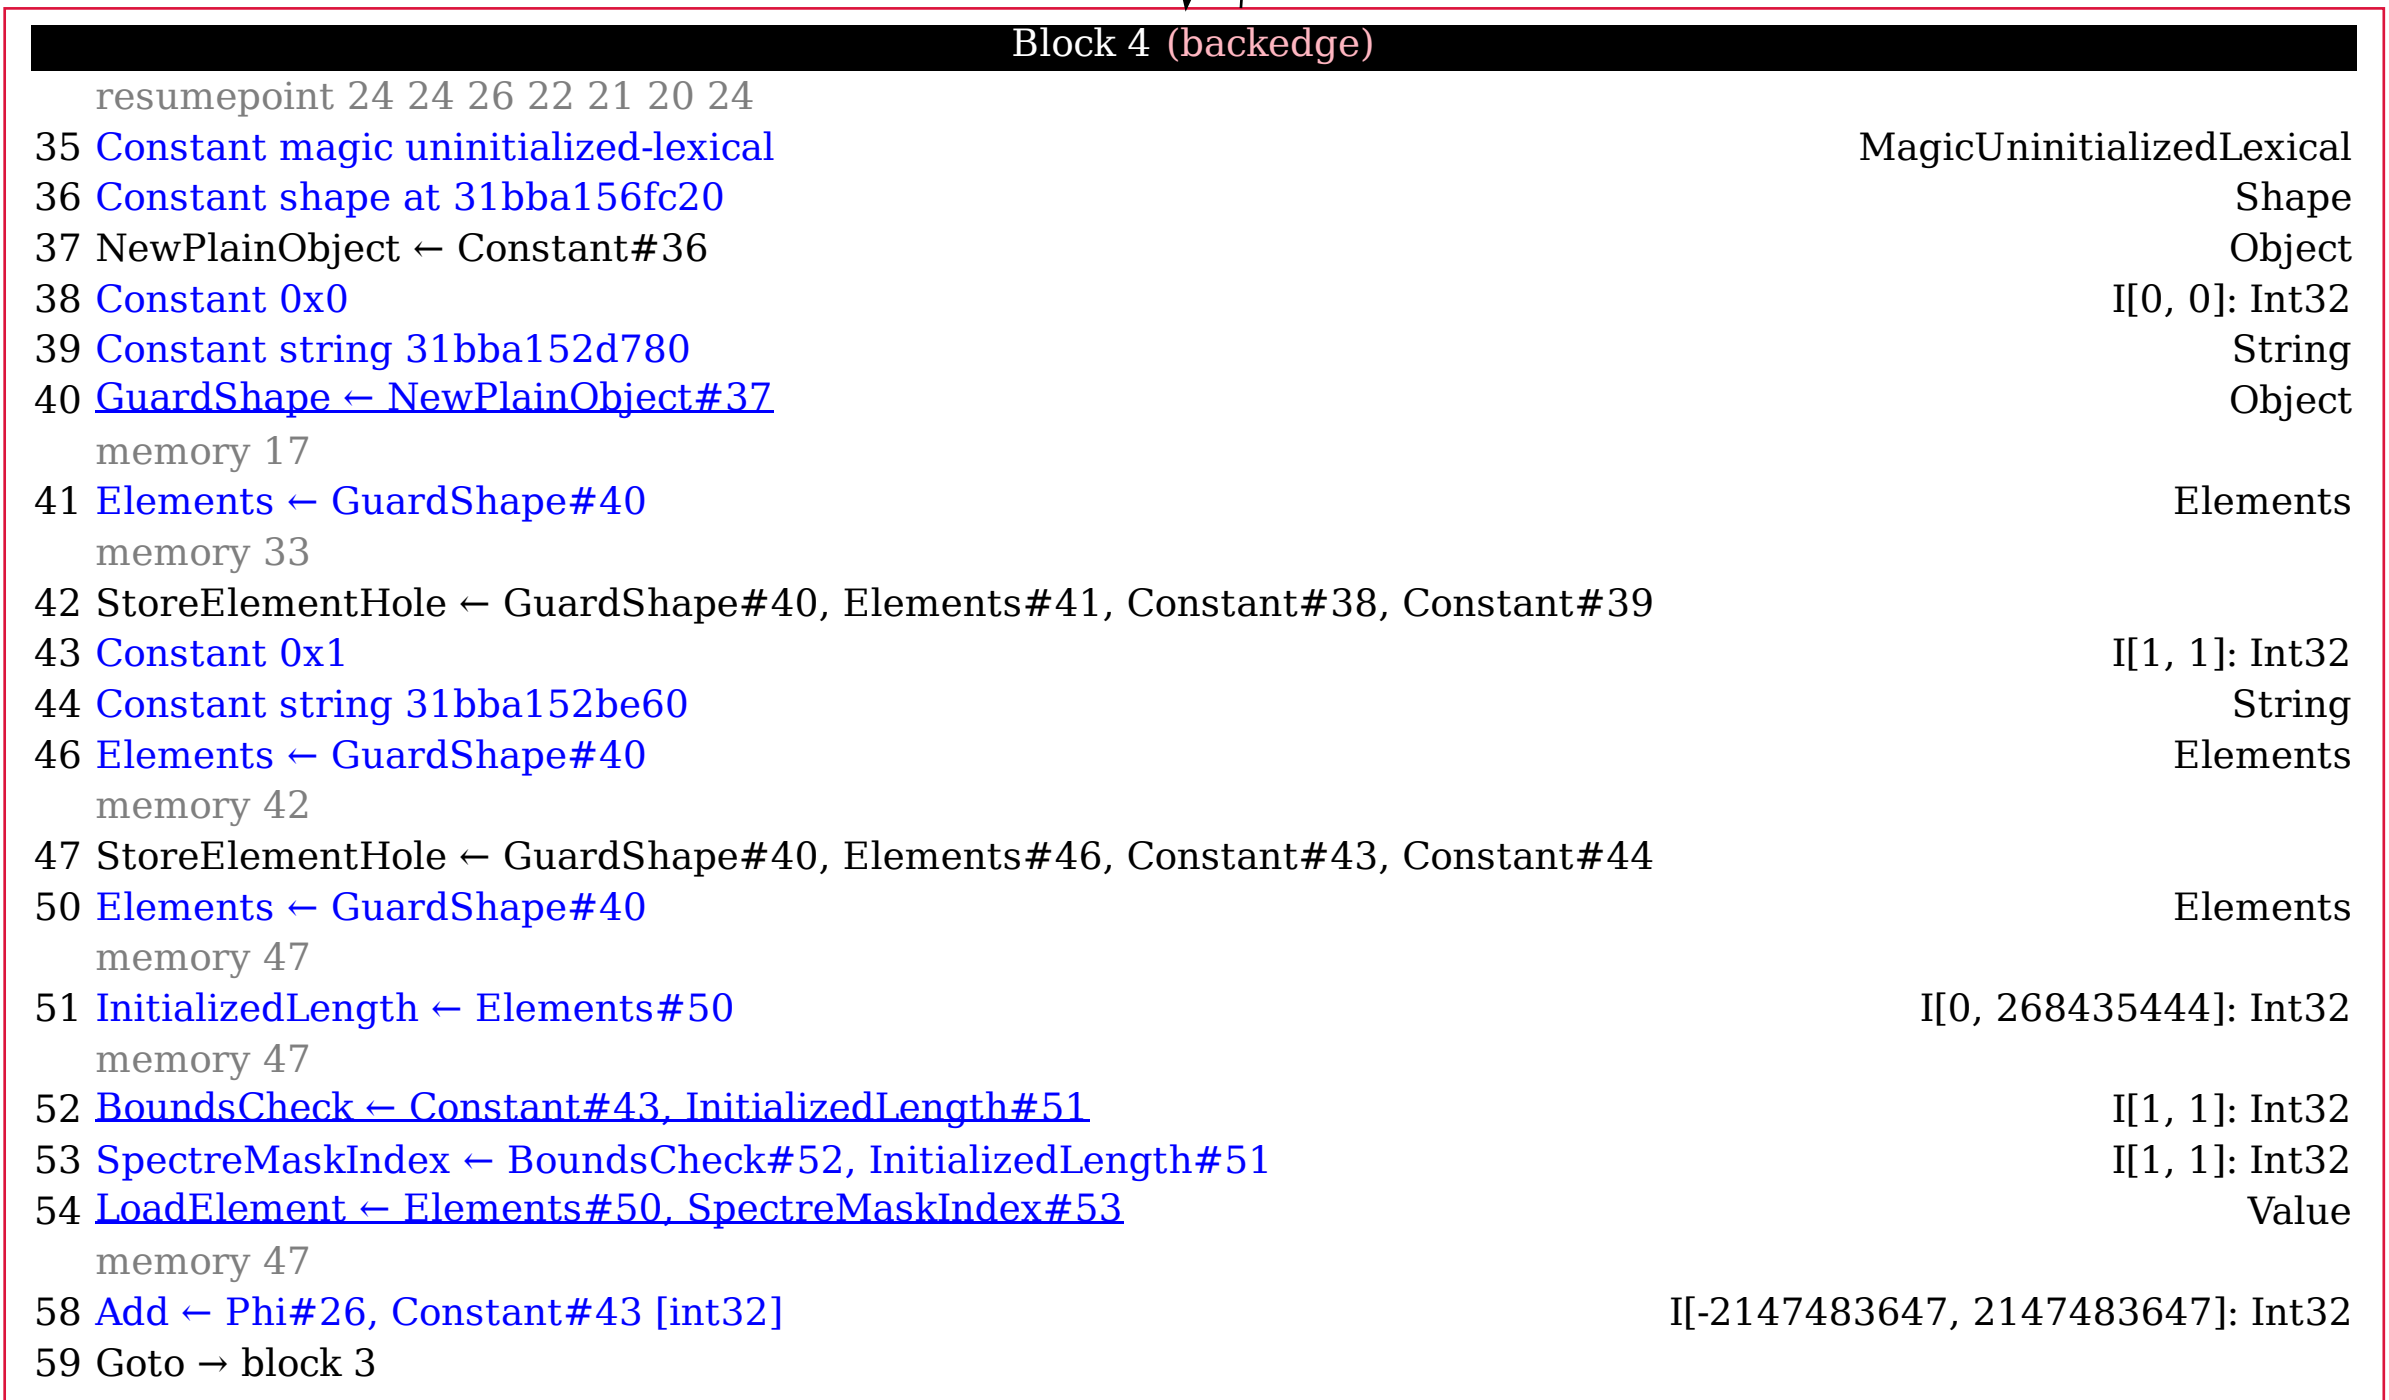 Block 4 (backedge)
resumepoint 24 24 26 22 21 20 24
35 Constant magic uninitialized-lexical MagicUninitializedLexical
36 Constant shape at 31bba156fc20 Shape
37 NewPlainObject ← Constant#36 Object
38 Constant 0x0 I[0, 0]: Int32
39 Constant string 31bba152d780 String
40 GuardShape ← NewPlainObject#37 Object
memory 17
41 Elements ← GuardShape#40 Elements
memory 33
42 StoreElementHole ← GuardShape#40, Elements#41, Constant#38, Constant#39
43 Constant 0x1 I[1, 1]: Int32
44 Constant string 31bba152be60 String
46 Elements ← GuardShape#40 Elements
memory 42
47 StoreElementHole ← GuardShape#40, Elements#46, Constant#43, Constant#44
50 Elements ← GuardShape#40 Elements
memory 47
51 InitializedLength ← Elements#50 I[0, 268435444]: Int32
memory 47
52 BoundsCheck ← Constant#43, InitializedLength#51 I[1, 1]: Int32
53 SpectreMaskIndex ← BoundsCheck#52, InitializedLength#51 I[1, 1]: Int32
54 LoadElement ← Elements#50, SpectreMaskIndex#53 Value
memory 47
58 Add ← Phi#26, Constant#43 [int32] I[-2147483647, 2147483647]: Int32
59 Goto → block 3